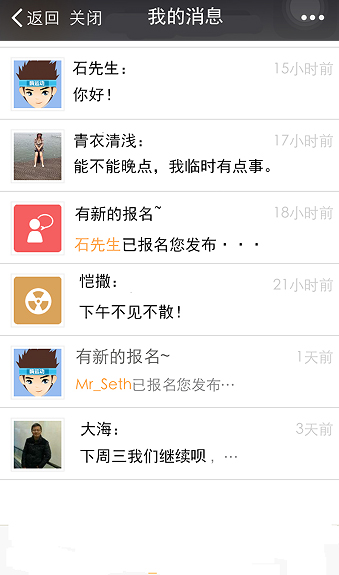 返回 关闭 我的消息
石先生： 15小时前
你好！
青衣清浅： 17小时前
能不能晚点，我临时有点事。
有新的报名~ 18小时前
石先生已报名您发布···
恺撒： 21小时前
下午不见不散！
有新的报名~ 1天前
Mr_Seth已报名您发布···
大海： 3天前
下周三我们继续呗，···